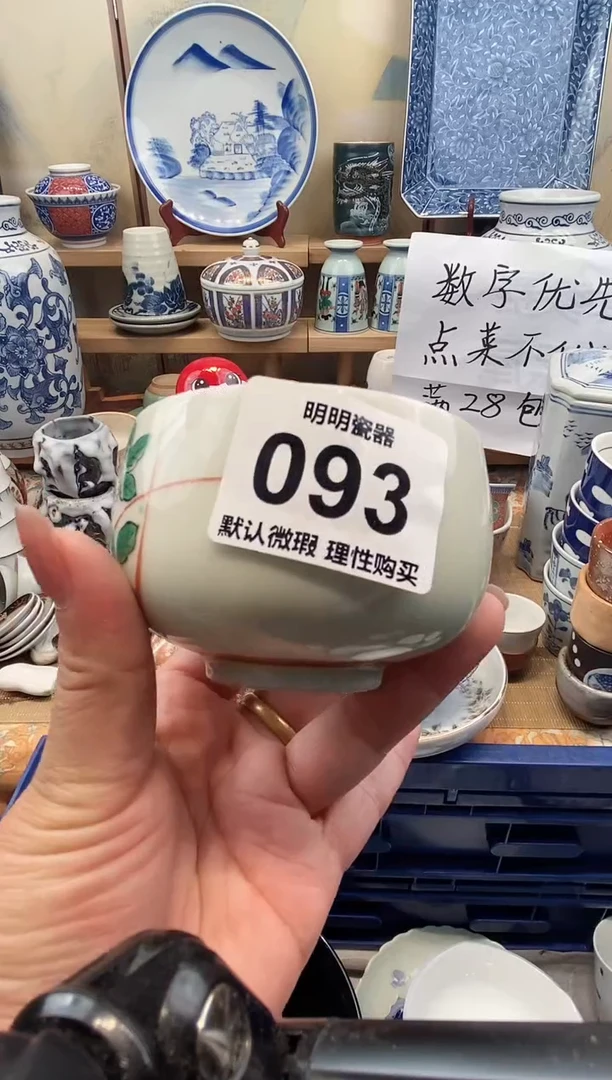 数字优先
点菜不
满28包
明明瓷器
093
默认微瑕 理性购买